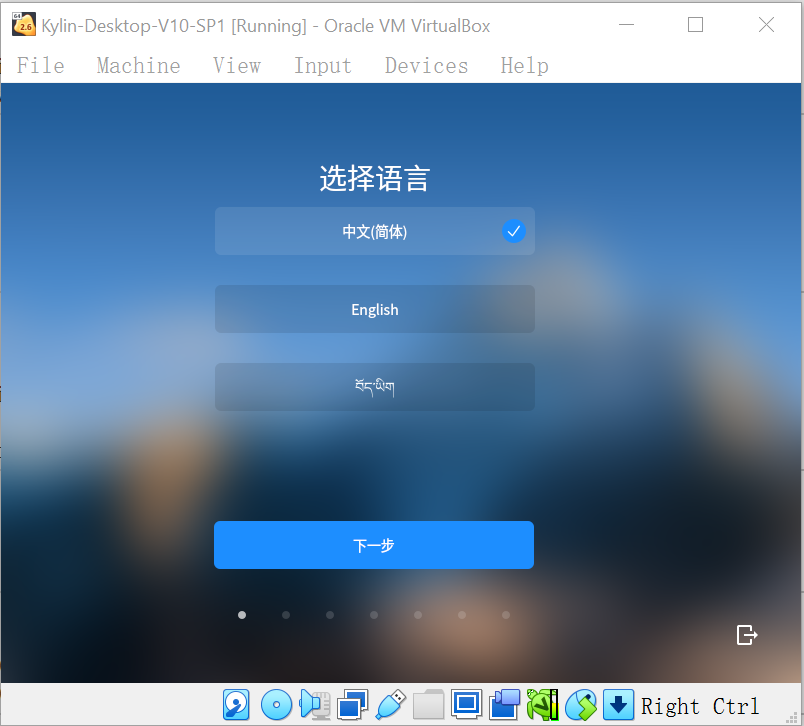 Kylin-Desktop-V10-SP1 [Running] - Oracle VM VirtualBox
File Machine View Input Devices Help
选择语言
中文(简体)
English
བོད་ཡིག
下一步
Right Ctrl